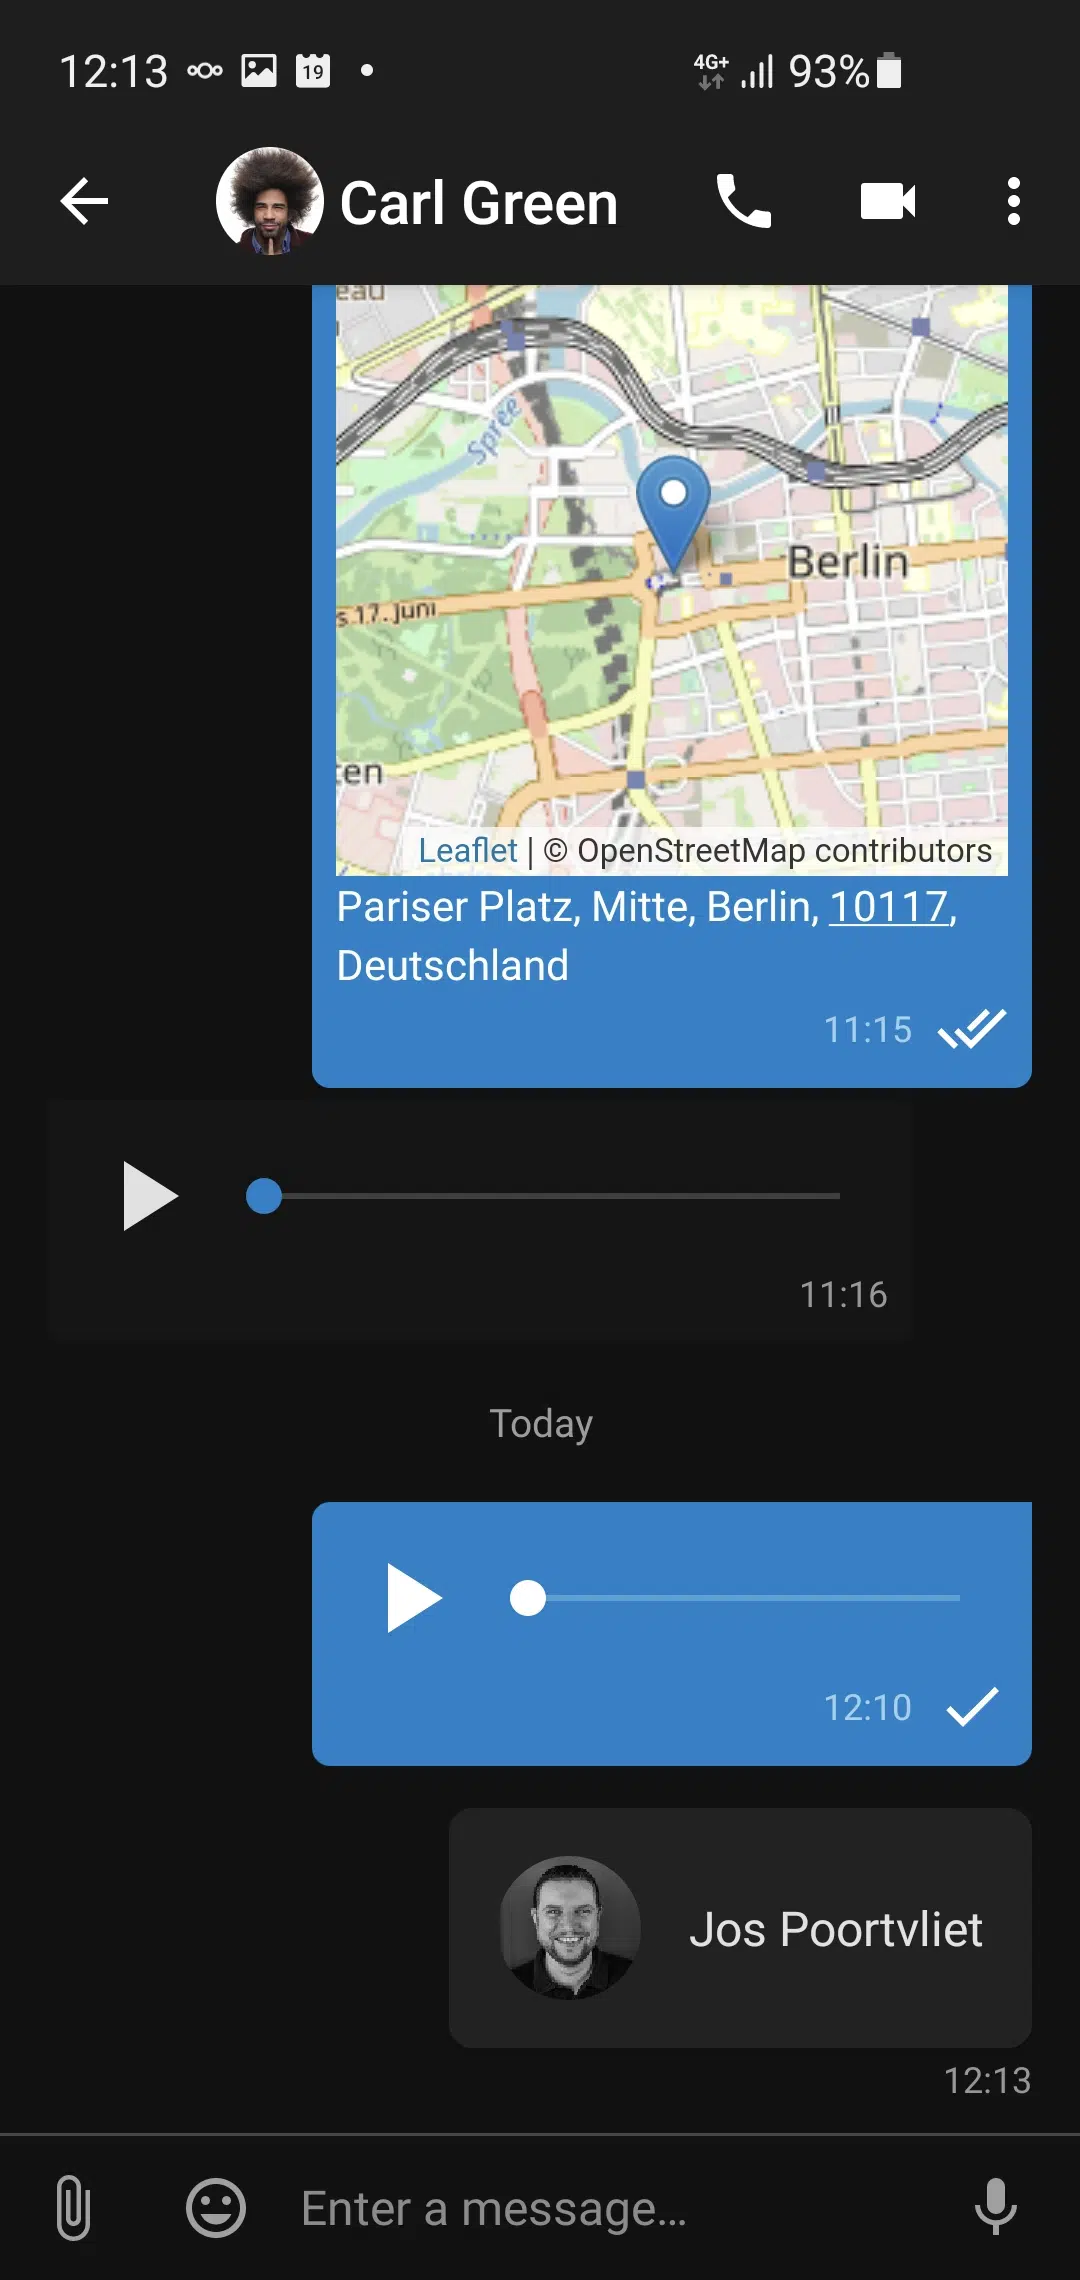 12:13 19 4G+ 93%
Carl Green
eau
Spree
Berlin
s 17. Juni
ten
Leaflet | © OpenStreetMap contributors
Pariser Platz, Mitte, Berlin, 10117,
Deutschland
11:15
11:16
Today
12:10
Jos Poortvliet
12:13
Enter a message…